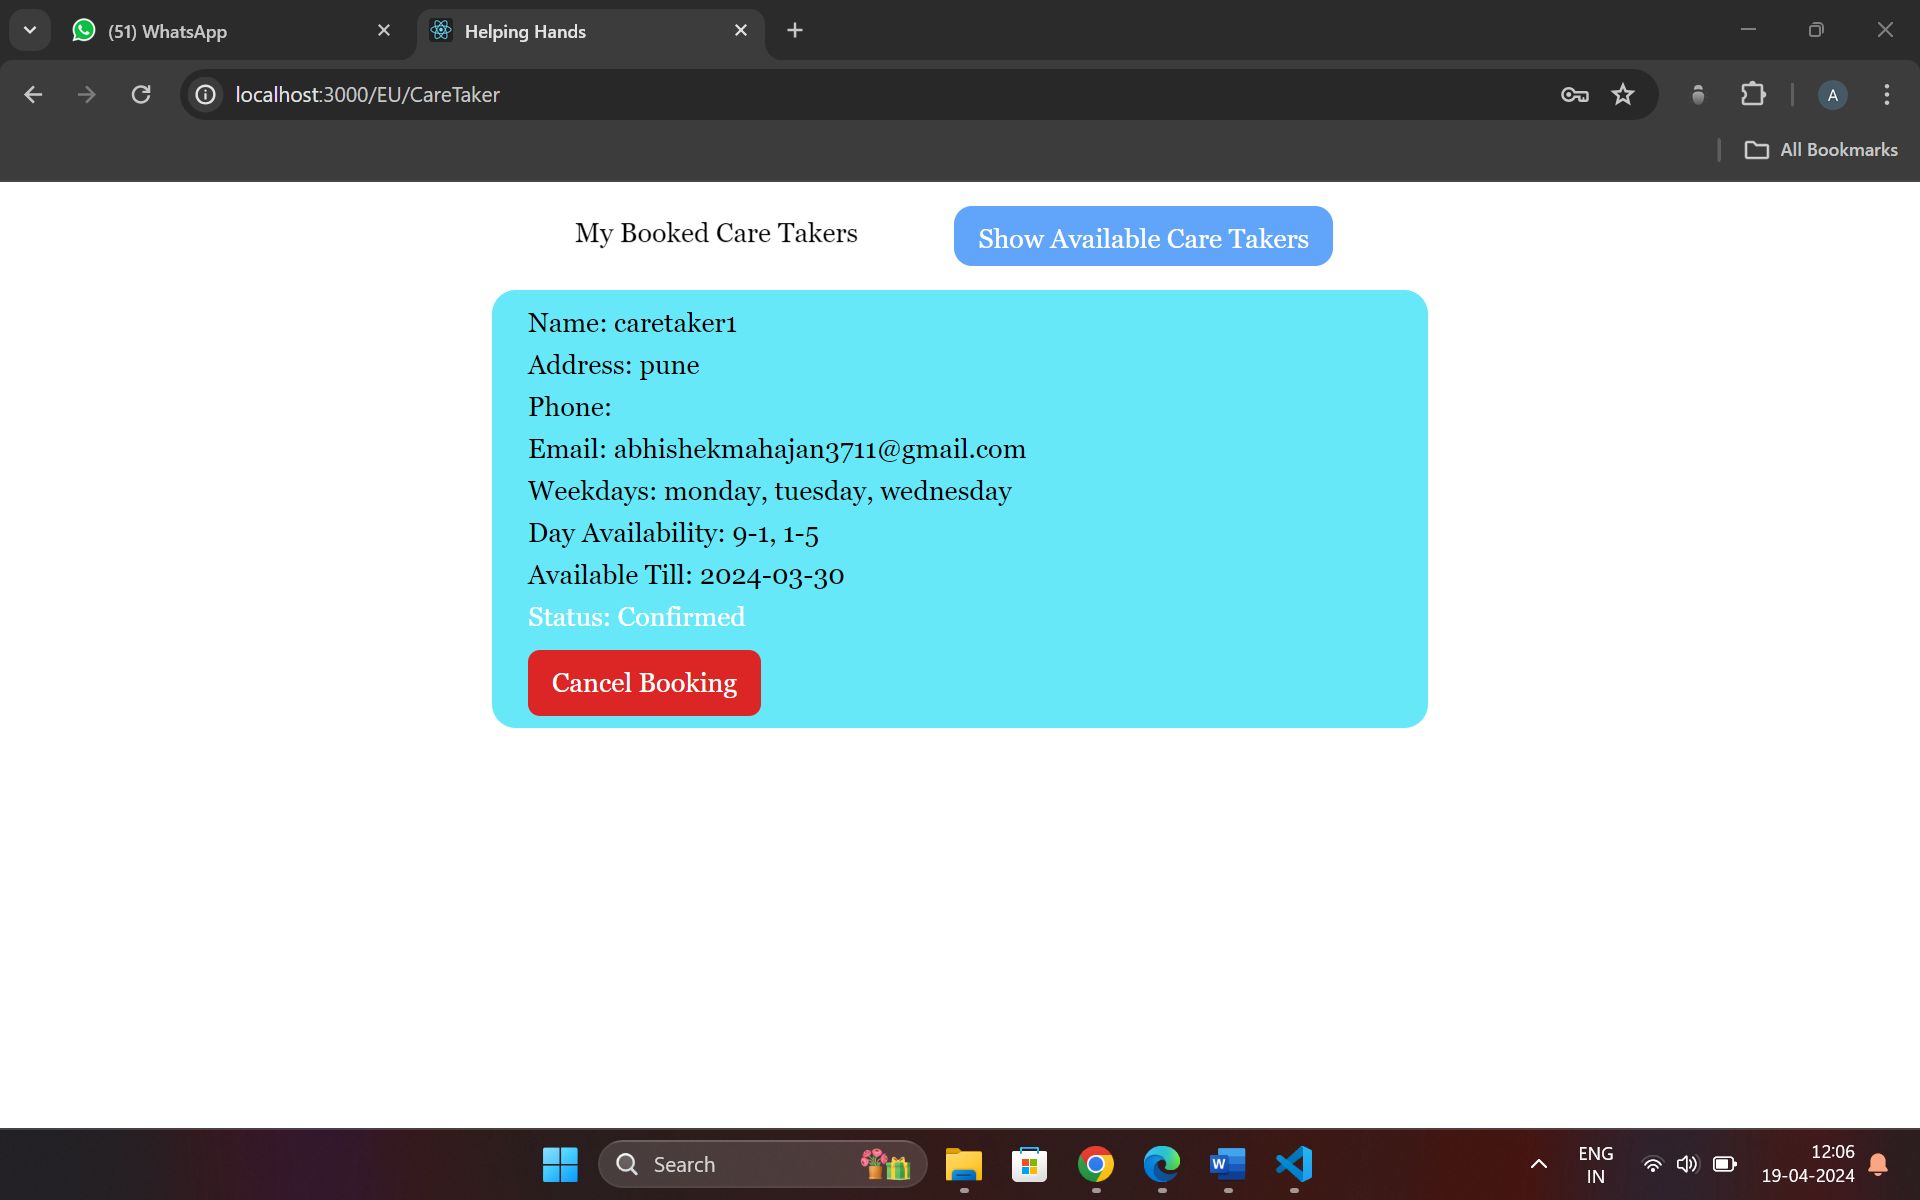 (51) WhatsApp
Helping Hands
localhost:3000/EU/CareTaker
A
All Bookmarks
My Booked Care Takers
Show Available Care Takers
Name: caretaker1
Address: pune
Phone:
Email: abhishekmahajan3711@gmail.com
Weekdays: monday, tuesday, wednesday
Day Availability: 9-1, 1-5
Available Till: 2024-03-30
Status: Confirmed
Cancel Booking
Search
W
ENG
IN
12:06
19-04-2024